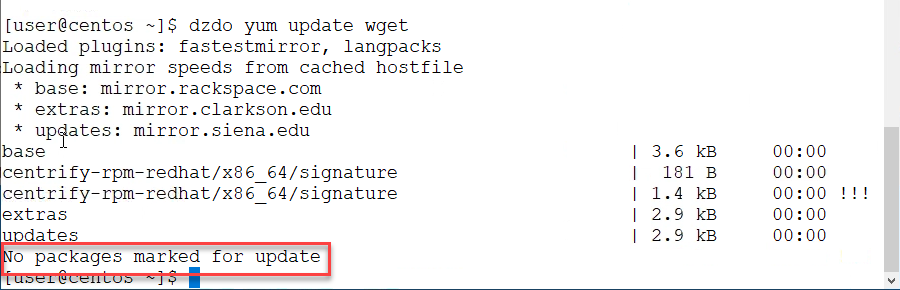 [user@centos ~]$ dzdo yum update wget
Loaded plugins: fastestmirror, langpacks
Loading mirror speeds from cached hostfile
 * base: mirror.rackspace.com
 * extras: mirror.clarkson.edu
 * updates: mirror.siena.edu
base | 3.6 kB 00:00
centrify-rpm-redhat/x86_64/signature | 181 B 00:00
centrify-rpm-redhat/x86_64/signature | 1.4 kB 00:00 !!!
extras | 2.9 kB 00:00
updates | 2.9 kB 00:00
No packages marked for update
[user@centos ~]$